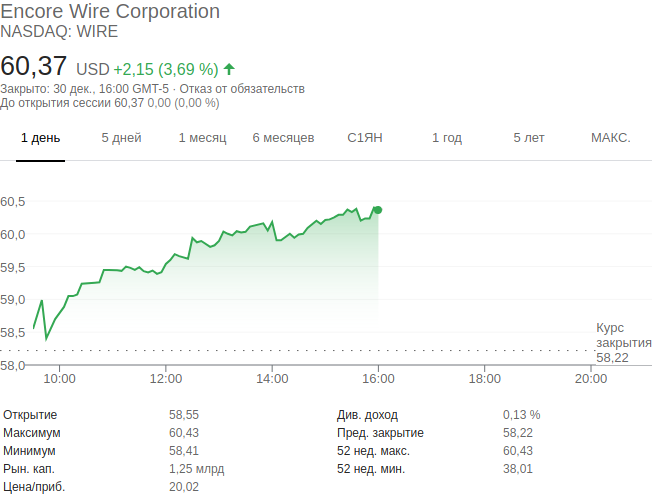 Encore Wire Corporation
NASDAQ: WIRE
60,37 USD +2,15 (3,69 %)
Закрыто: 30 дек., 16:00 GMT-5 · Отказ от обязательств
До открытия сессии 60,37 0,00 (0,00 %)
1 день 5 дней 1 месяц 6 месяцев С1ЯН 1 год 5 лет МАКС.
60,5
60,0
59,5
59,0
58,5
Курс
закрытия
58,22
58,0
10:00 12:00 14:00 16:00 18:00 20:00
Открытие 58,55 Див. доход 0,13 %
Максимум 60,43 Пред. закрытие 58,22
Минимум 58,41 52 нед. макс. 60,43
Рын. кап. 1,25 млрд 52 нед. мин. 38,01
Цена/приб. 20,02